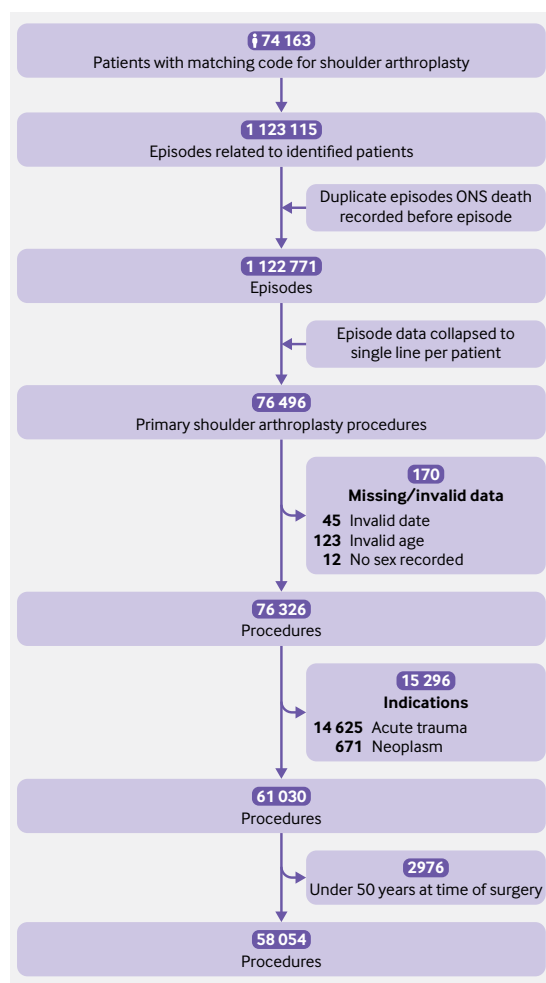 74 163
Patients with matching code for shoulder arthroplasty
1 123 115
Episodes related to identified patients
Duplicate episodes ONS death
recorded before episode
1 122 771
Episodes
Episode data collapsed to
single line per patient
76 496
Primary shoulder arthroplasty procedures
170
Missing/invalid data
45 Invalid date
123 Invalid age
12 No sex recorded
76 326
Procedures
15 296
Indications
14 625 Acute trauma
671 Neoplasm
61 030
Procedures
2976
Under 50 years at time of surgery
58 054
Procedures